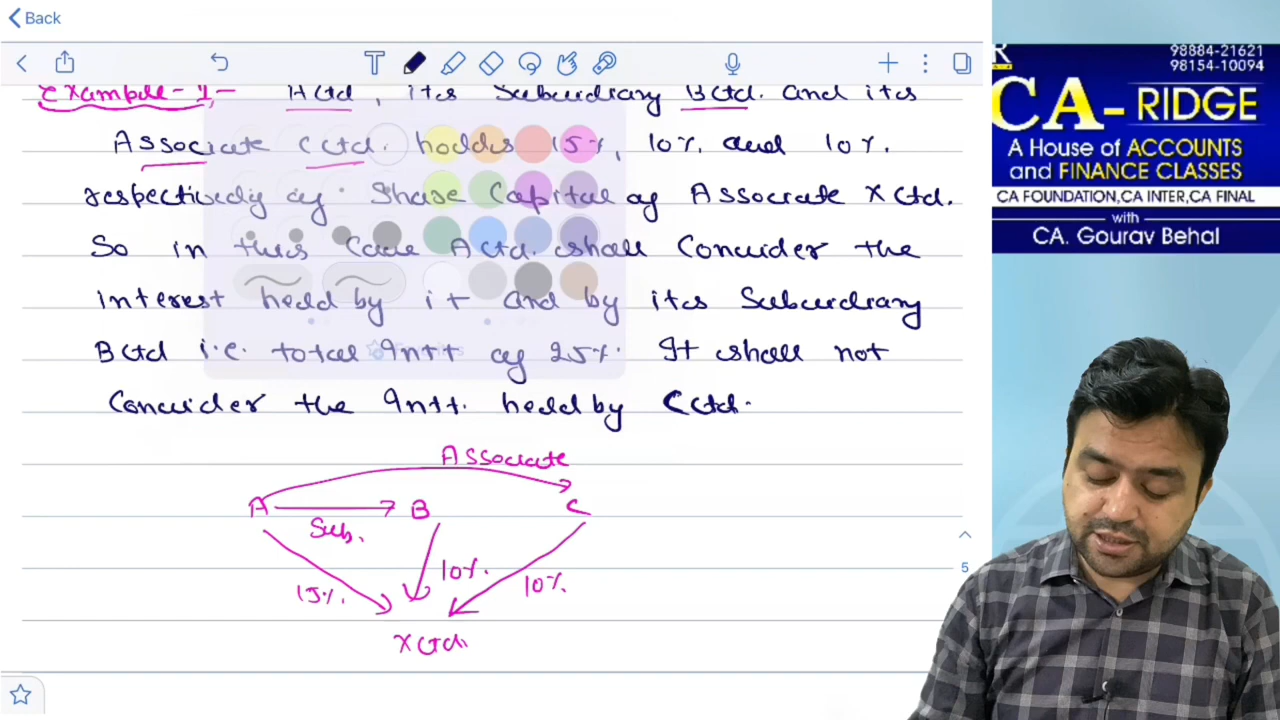 Back
Example-1- A Ltd, its Subsidiary B Ltd. and its
Associate C Ltd. holds 15%, 10% and 10%.
respectively of Share Capital of Associate X Ltd.
So in this Case A Ltd. shall Consider the
interest held by it and by its Subsidiary
B Ltd i.e. total Intt of 25%. It shall not
Consider the Intt. held by C Ltd.
Associate
A
B
C
Sub.
15%.
10%.
10%.
X Ltd.
5
R
98884-21621
98154-10094
CA-RIDGE
A House of ACCOUNTS
and FINANCE CLASSES
CA FOUNDATION,CA INTER,CA FINAL
with
CA. Gourav Behal